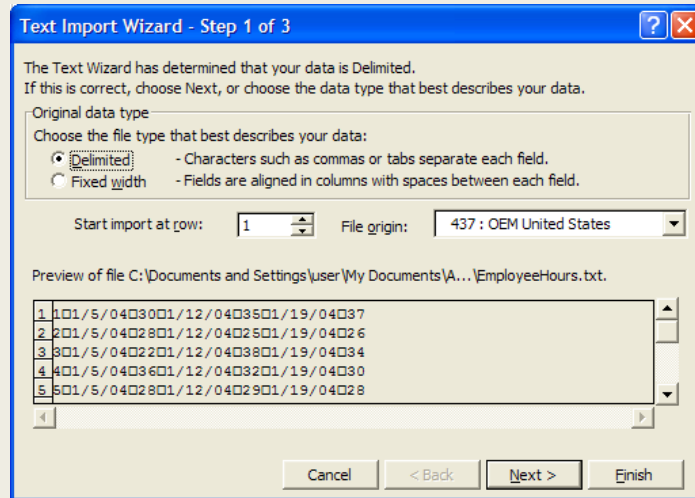 Text Import Wizard - Step 1 of 3
The Text Wizard has determined that your data is Delimited.
If this is correct, choose Next, or choose the data type that best describes your data.
Original data type
Choose the file type that best describes your data:
Delimited - Characters such as commas or tabs separate each field.
Fixed width - Fields are aligned in columns with spaces between each field.
Start import at row: 1 File origin: 437 : OEM United States
Preview of file C:\Documents and Settings\user\My Documents\A...\EmployeeHours.txt.
1 1□1/5/04□30□1/12/04□35□1/19/04□37
2 2□1/5/04□28□1/12/04□25□1/19/04□26
3 3□1/5/04□22□1/12/04□38□1/19/04□34
4 4□1/5/04□36□1/12/04□32□1/19/04□30
5 5□1/5/04□28□1/12/04□29□1/19/04□28
Cancel < Back Next > Finish